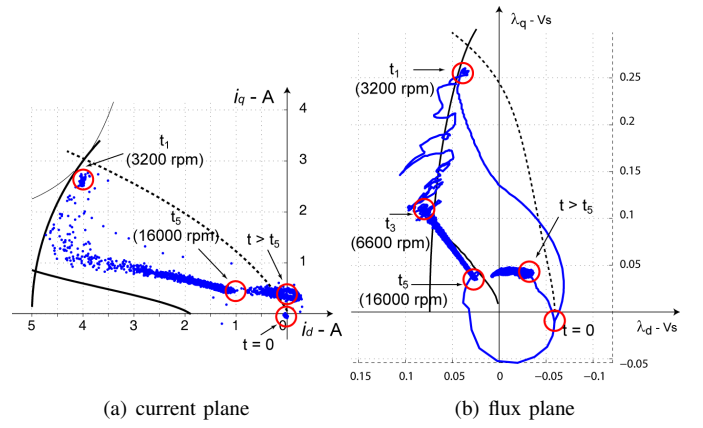 i_q - A
4
3
2
1
t_1
(3200 rpm)
t_5
(16000 rpm)
t > t_5
5
4
3
2
1
0
i_d - A
t = 0
(a) current plane
λ_q - Vs
0.25
0.2
0.15
0.1
0.05
−0.05
t_1
(3200 rpm)
t_3
(6600 rpm)
t_5
(16000 rpm)
t > t_5
t = 0
λ_d - Vs
0.15
0.1
0.05
0
−0.05
−0.1
(b) flux plane